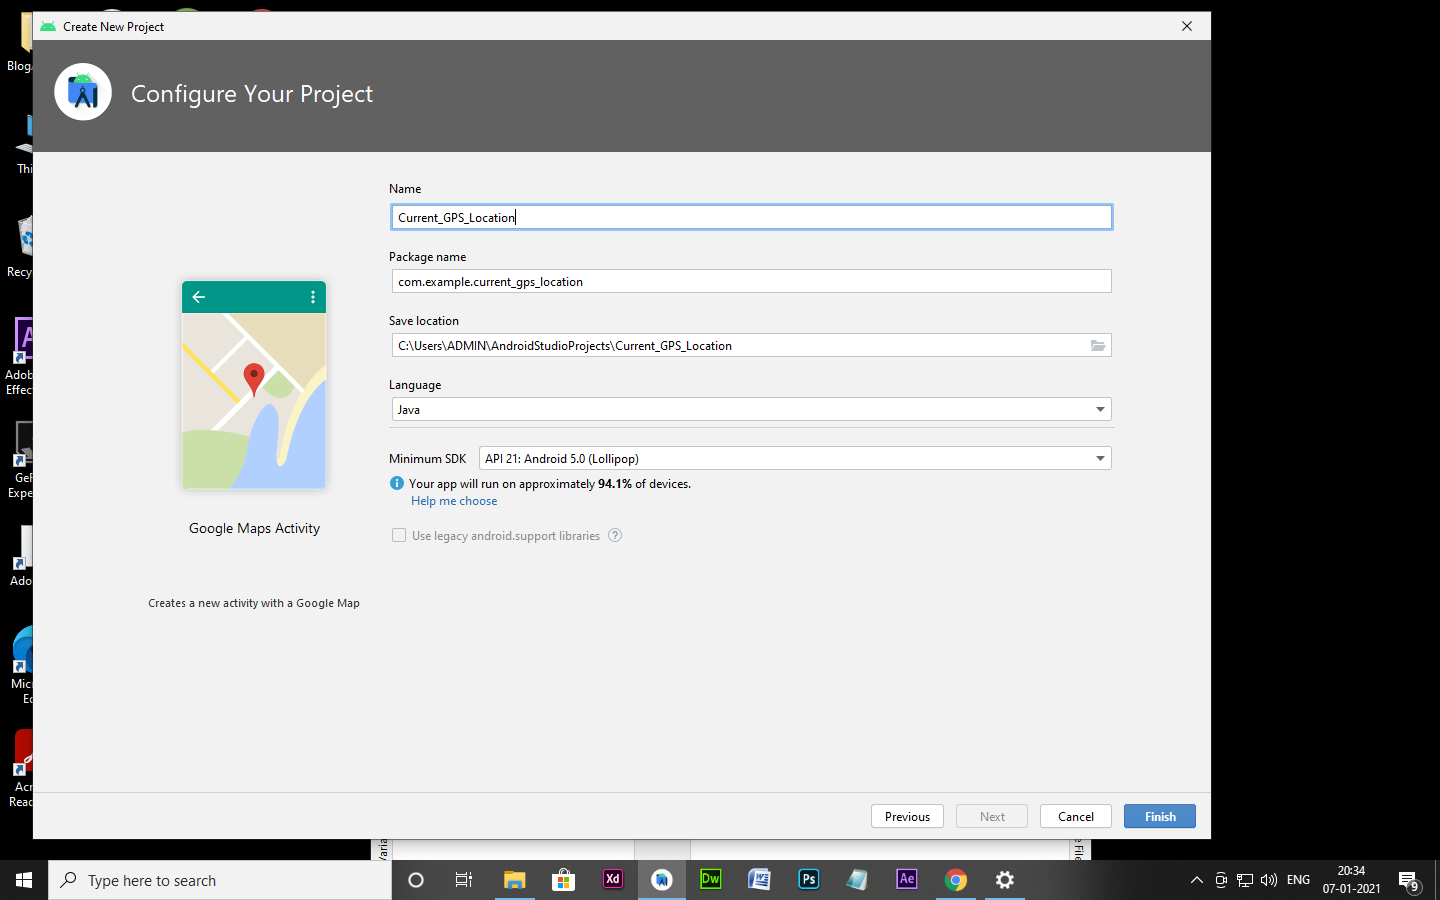 Create New Project
Configure Your Project
Name
Current_GPS_Location
Package name
com.example.current_gps_location
Save location
C:\Users\ADMIN\AndroidStudioProjects\Current_GPS_Location
Language
Java
Minimum SDK
API 21: Android 5.0 (Lollipop)
Your app will run on approximately 94.1% of devices.
Help me choose
Use legacy android.support libraries
?
Google Maps Activity
Creates a new activity with a Google Map
Previous
Next
Cancel
Finish
Blog
Thi
Recy
Adob
Effec
GeF
Expe
Ado
Mic
Ed
Acr
Read
Type here to search
Xd
Dw
Ps
Ae
ENG
20:34
07-01-2021
9